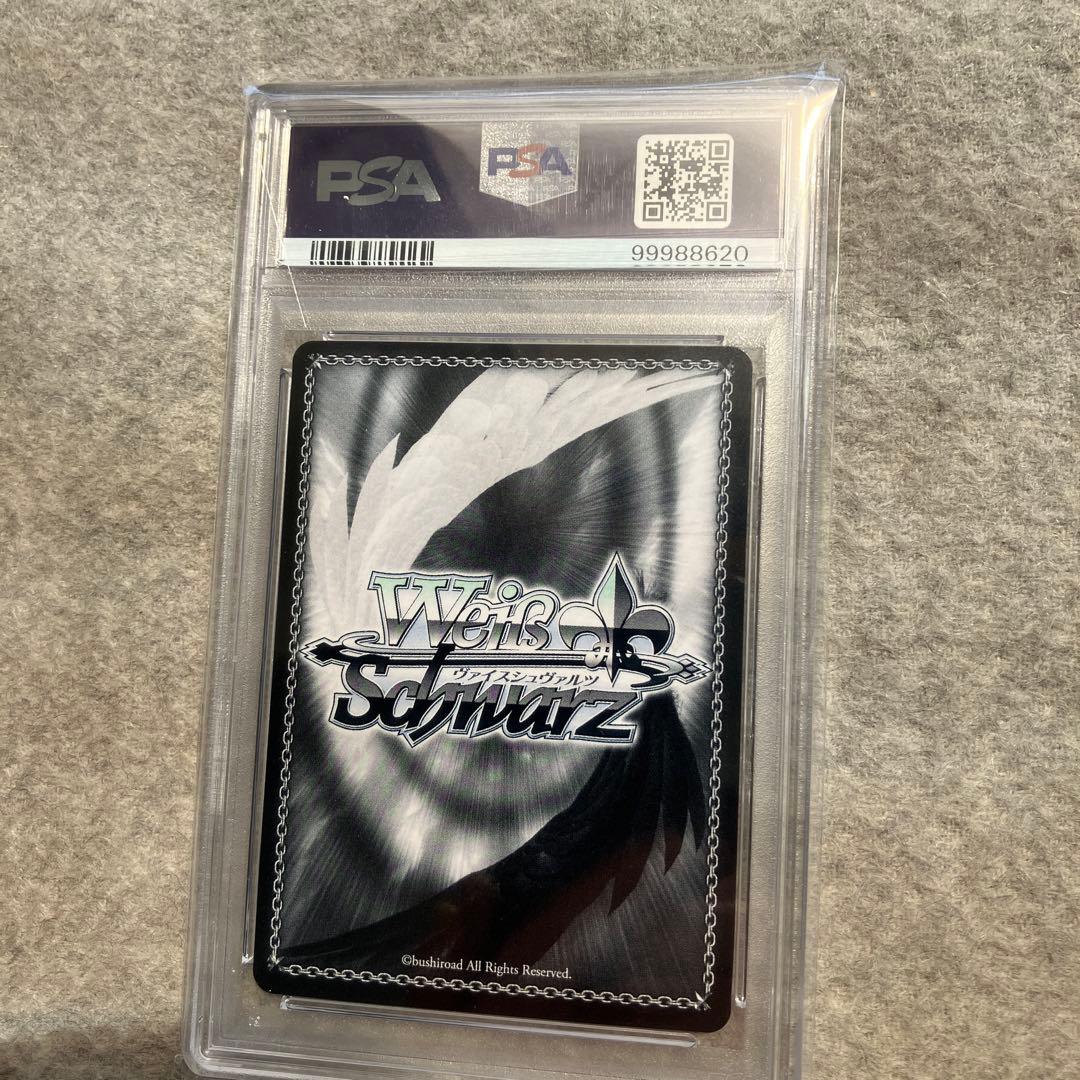 PSA
PSA
99988620
Weiß
ヴァイスシュヴァルツ
Schwarz
©bushiroad All Rights Reserved.